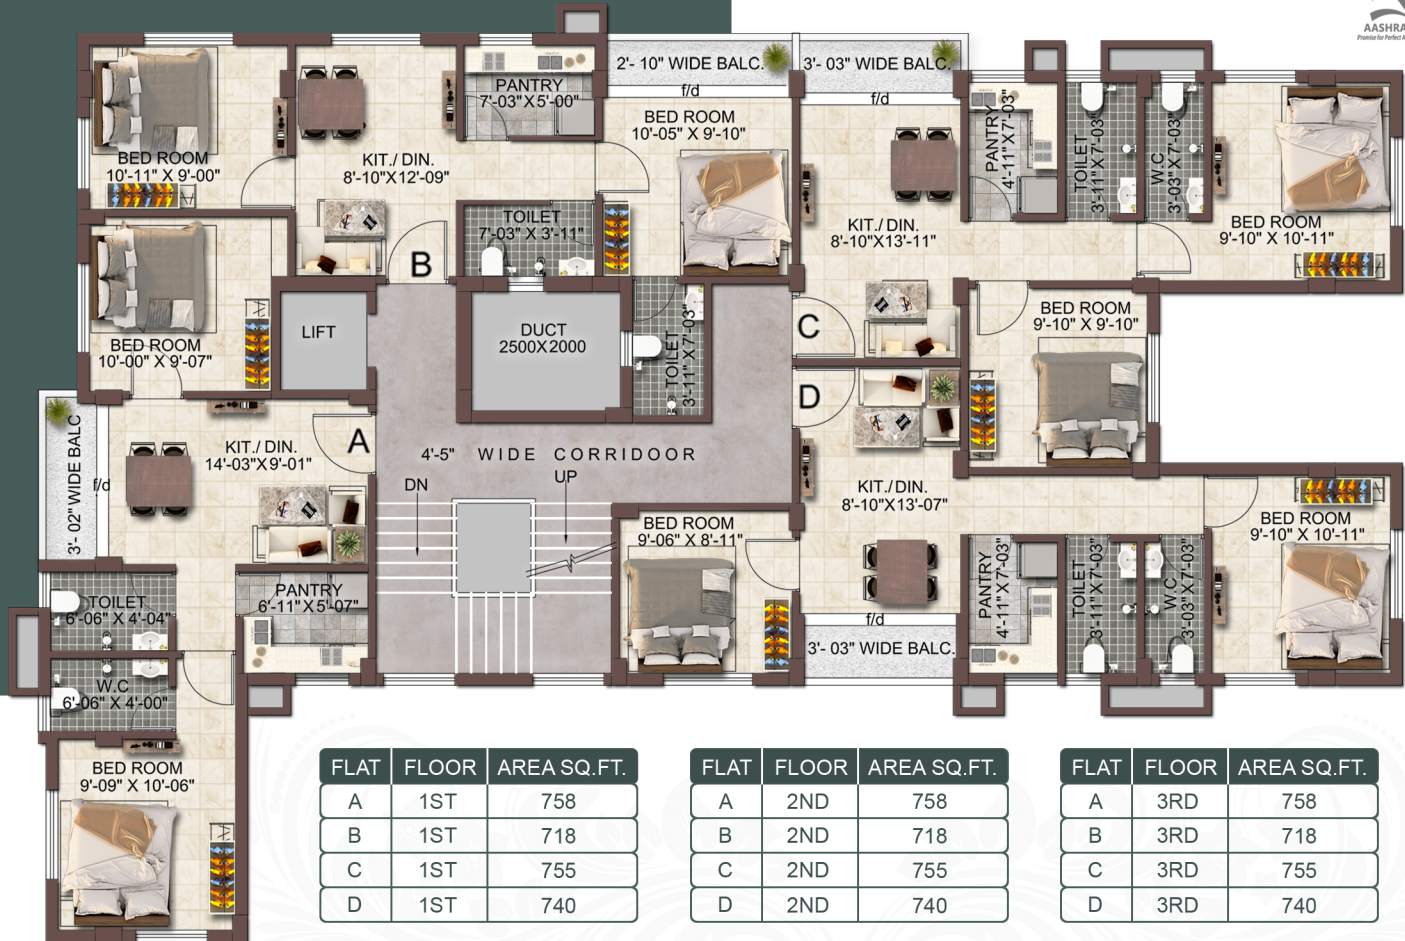 AASHRA
Promise for Perfect A
2'- 10" WIDE BALC.
f/d
3'- 03" WIDE BALC.
f/d
PANTRY
7'-03"X5'-00"
BED ROOM
10'-11" X 9'-00"
KIT./ DIN.
8'-10"X12'-09"
BED ROOM
10'-05" X 9'-10"
PANTRY
4'-11"X7'-03"
TOILET
3'-11"X7'-03"
W.C
3'-03"X7'-03"
BED ROOM
9'-10" X 10'-11"
TOILET
7'-03" X 3'-11"
KIT./DIN.
8'-10"X13'-11"
B
C
LIFT
DUCT
2500X2000
TOILET
3'-11"X7'-03"
BED ROOM
9'-10" X 9'-10"
BED ROOM
10'-00" X 9'-07"
D
A
3'- 02" WIDE BALC
f/d
KIT./ DIN.
14'-03"X9'-01"
4'-5" WIDE CORRIDOOR
DN
UP
KIT./DIN.
8'-10"X13'-07"
BED ROOM
9'-06" X 8'-11"
BED ROOM
9'-10" X 10'-11"
PANTRY
4'-11"X7'-03"
TOILET
3'-11"X7'-03"
W.C
3'-03"X7'-03"
PANTRY
6'-11"X5'-07"
TOILET
6'-06" X 4'-04"
f/d
3'- 03" WIDE BALC.
W.C
6'-06" X 4'-00"
BED ROOM
9'-09" X 10'-06"
FLAT FLOOR AREA SQ.FT.
A 1ST 758
B 1ST 718
C 1ST 755
D 1ST 740
FLAT FLOOR AREA SQ.FT.
A 2ND 758
B 2ND 718
C 2ND 755
D 2ND 740
FLAT FLOOR AREA SQ.FT.
A 3RD 758
B 3RD 718
C 3RD 755
D 3RD 740